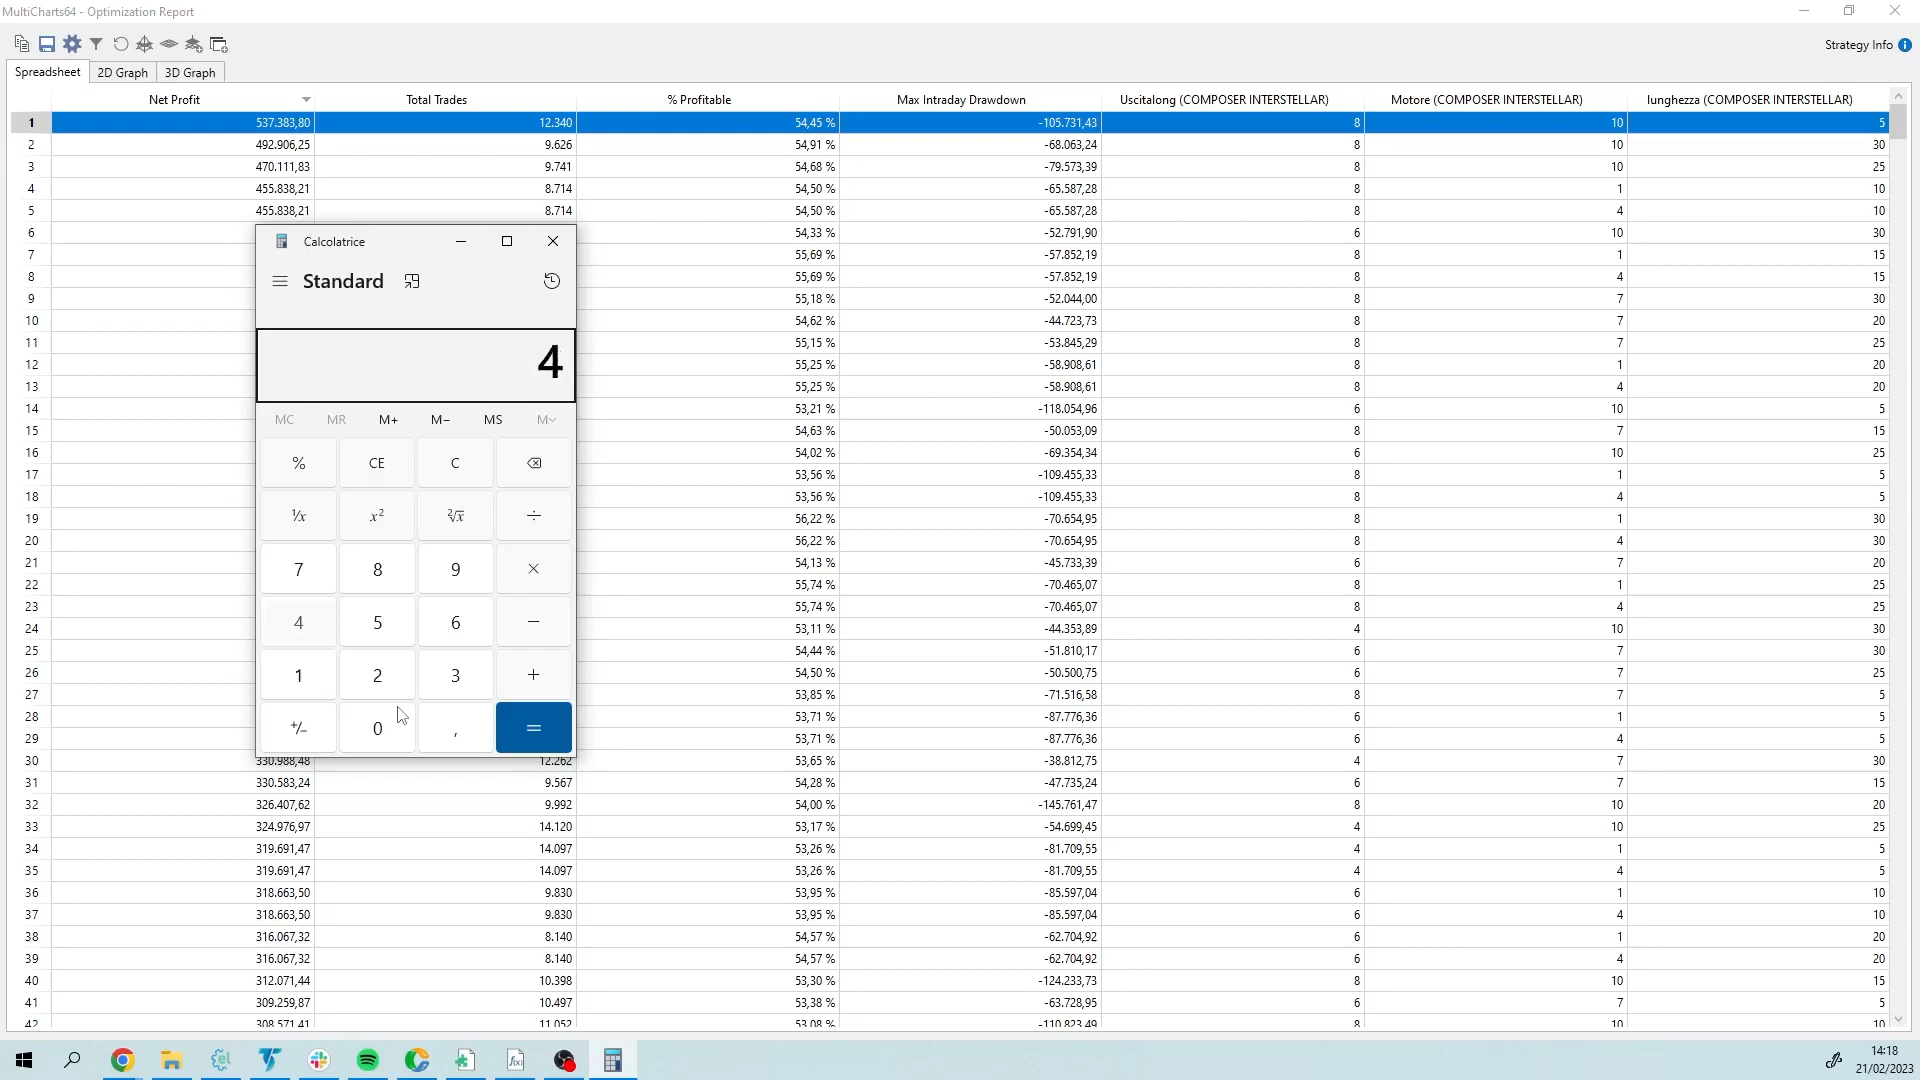 MultiCharts64 - Optimization Report
Strategy Info
Spreadsheet 2D Graph 3D Graph
Net Profit Total Trades % Profitable Max Intraday Drawdown Uscitalong (COMPOSER INTERSTELLAR) Motore (COMPOSER INTERSTELLAR) lunghezza (COMPOSER INTERSTELLAR)
1 537.383,80 12.340 54,45 % -105.731,43 8 10 5
2 492.906,25 9.626 54,91 % -68.063,24 8 10 30
3 470.111,83 9.741 54,68 % -79.573,39 8 10 25
4 455.838,21 8.714 54,50 % -65.587,28 8 1 10
5 455.838,21 8.714 54,50 % -65.587,28 8 4 10
6 54,33 % -52.791,90 6 10 30
7 55,69 % -57.852,19 8 1 15
8 55,69 % -57.852,19 8 4 15
9 55,18 % -52.044,00 8 7 30
10 54,62 % -44.723,73 8 7 20
11 55,15 % -53.845,29 8 7 25
12 55,25 % -58.908,61 8 1 20
13 55,25 % -58.908,61 8 4 20
14 53,21 % -118.054,96 6 10 5
15 54,63 % -50.053,09 8 7 15
16 54,02 % -69.354,34 6 10 25
17 53,56 % -109.455,33 8 1 5
18 53,56 % -109.455,33 8 4 5
19 56,22 % -70.654,95 8 1 30
20 56,22 % -70.654,95 8 4 30
21 54,13 % -45.733,39 6 7 20
22 55,74 % -70.465,07 8 1 25
23 55,74 % -70.465,07 8 4 25
24 53,11 % -44.353,89 4 10 30
25 54,44 % -51.810,17 6 7 30
26 54,50 % -50.500,75 6 7 25
27 53,85 % -71.516,58 8 7 5
28 53,71 % -87.776,36 6 1 5
29 53,71 % -87.776,36 6 4 5
30 330.988,48 12.262 53,65 % -38.812,75 4 7 30
31 330.583,24 9.567 54,28 % -47.735,24 6 7 15
32 326.407,62 9.992 54,00 % -145.761,47 8 10 20
33 324.976,97 14.120 53,17 % -54.699,45 4 10 25
34 319.691,47 14.097 53,26 % -81.709,55 4 1 5
35 319.691,47 14.097 53,26 % -81.709,55 4 4 5
36 318.663,50 9.830 53,95 % -85.597,04 6 1 10
37 318.663,50 9.830 53,95 % -85.597,04 6 4 10
38 316.067,32 8.140 54,57 % -62.704,92 6 1 20
39 316.067,32 8.140 54,57 % -62.704,92 6 4 20
40 312.071,44 10.398 53,30 % -124.233,73 8 10 15
41 309.259,87 10.497 53,38 % -63.728,95 6 7 5
42 308.571,41 11.052 53,08 % -110.823,49 8 10 10
Calcolatrice
Standard
4
MC MR M+ M− MS M
% CE C
1/x x² ²√x ÷
7 8 9 ×
4 5 6 −
1 2 3 +
+/− 0 , =
14:18
21/02/2023